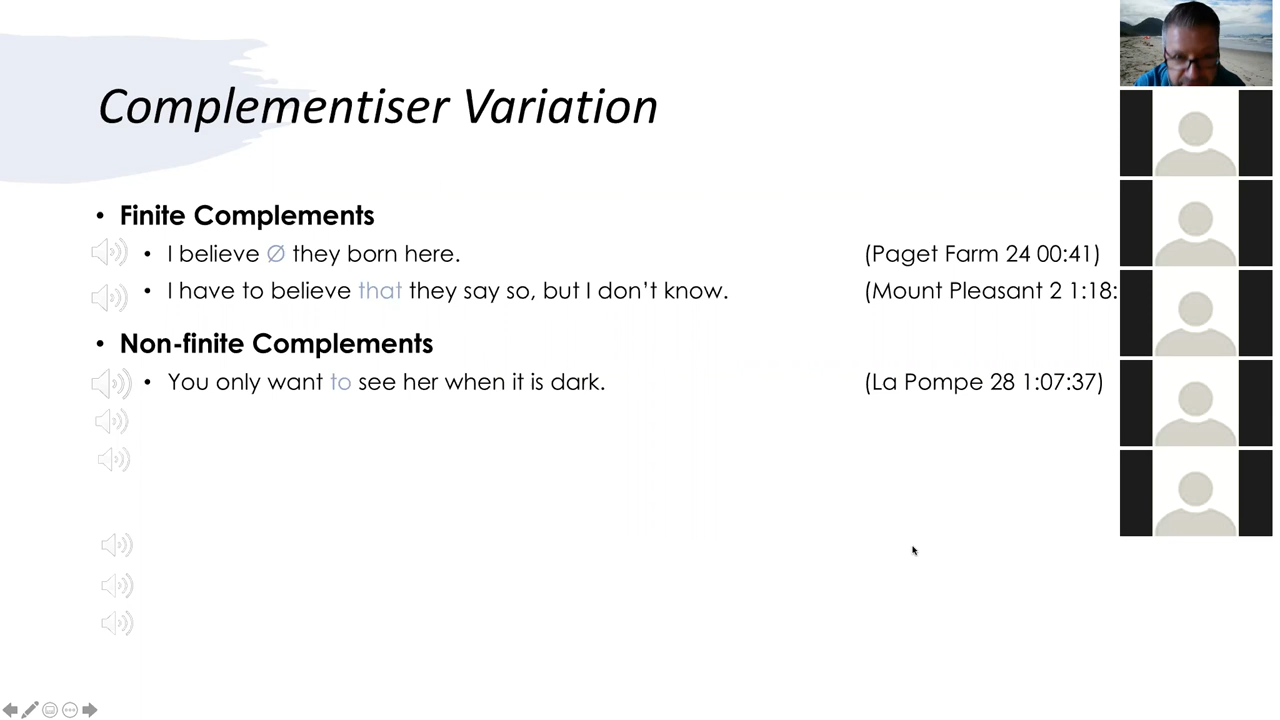 Complementiser Variation
• Finite Complements
• I believe Ø they born here. (Paget Farm 24 00:41)
• I have to believe that they say so, but I don't know. (Mount Pleasant 2 1:18:
• Non-finite Complements
• You only want to see her when it is dark. (La Pompe 28 1:07:37)